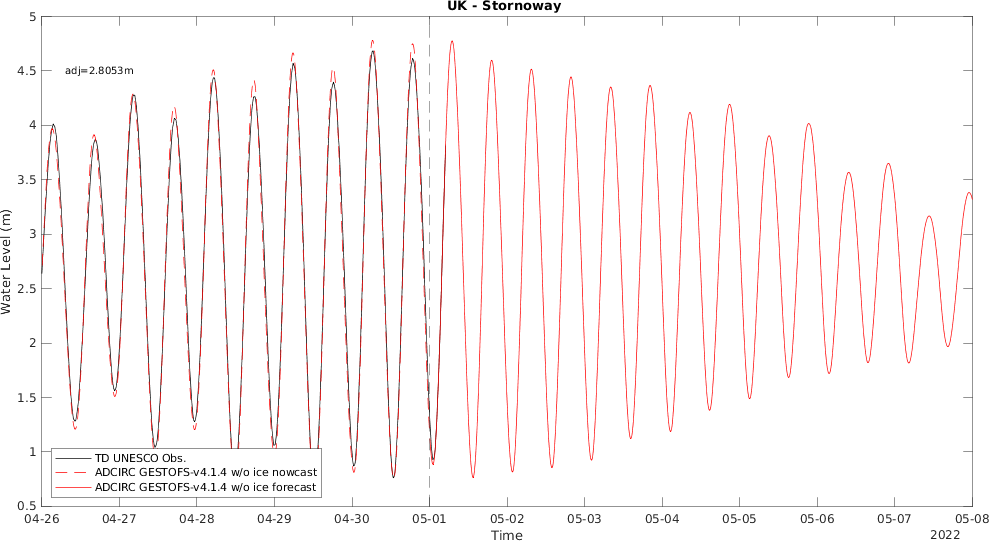 UK - Stornoway
adj=2.8053m
Water Level (m)
5
4.5
4
3.5
3
2.5
2
1.5
1
0.5
TD UNESCO Obs.
ADCIRC GESTOFS-v4.1.4 w/o ice nowcast
ADCIRC GESTOFS-v4.1.4 w/o ice forecast
04-26 04-27 04-28 04-29 04-30 05-01 05-02 05-03 05-04 05-05 05-06 05-07 05-08
Time
2022